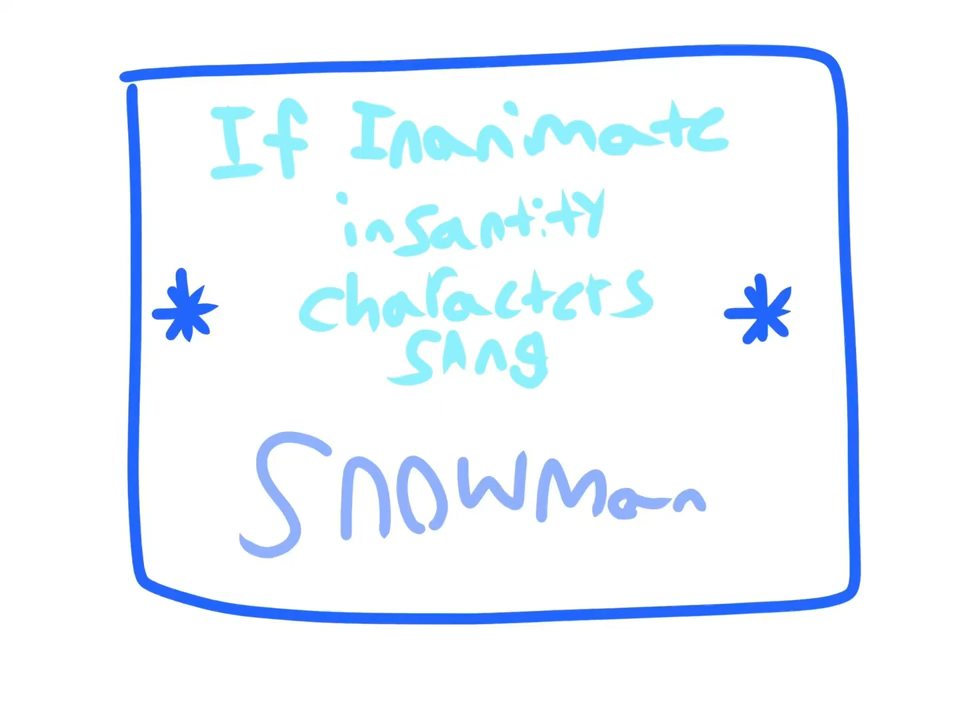 If Inanimate
insantity
characters
sang
Snowman